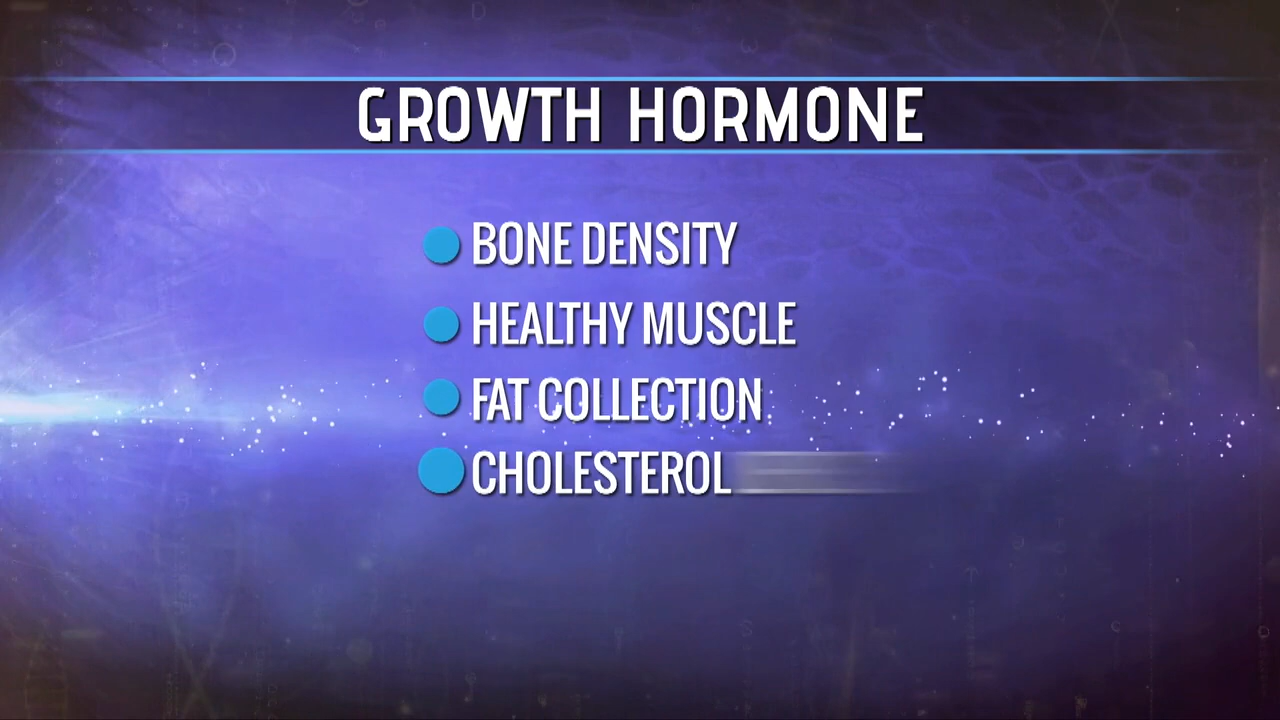 GROWTH HORMONE
BONE DENSITY
HEALTHY MUSCLE
FAT COLLECTION
CHOLESTEROL